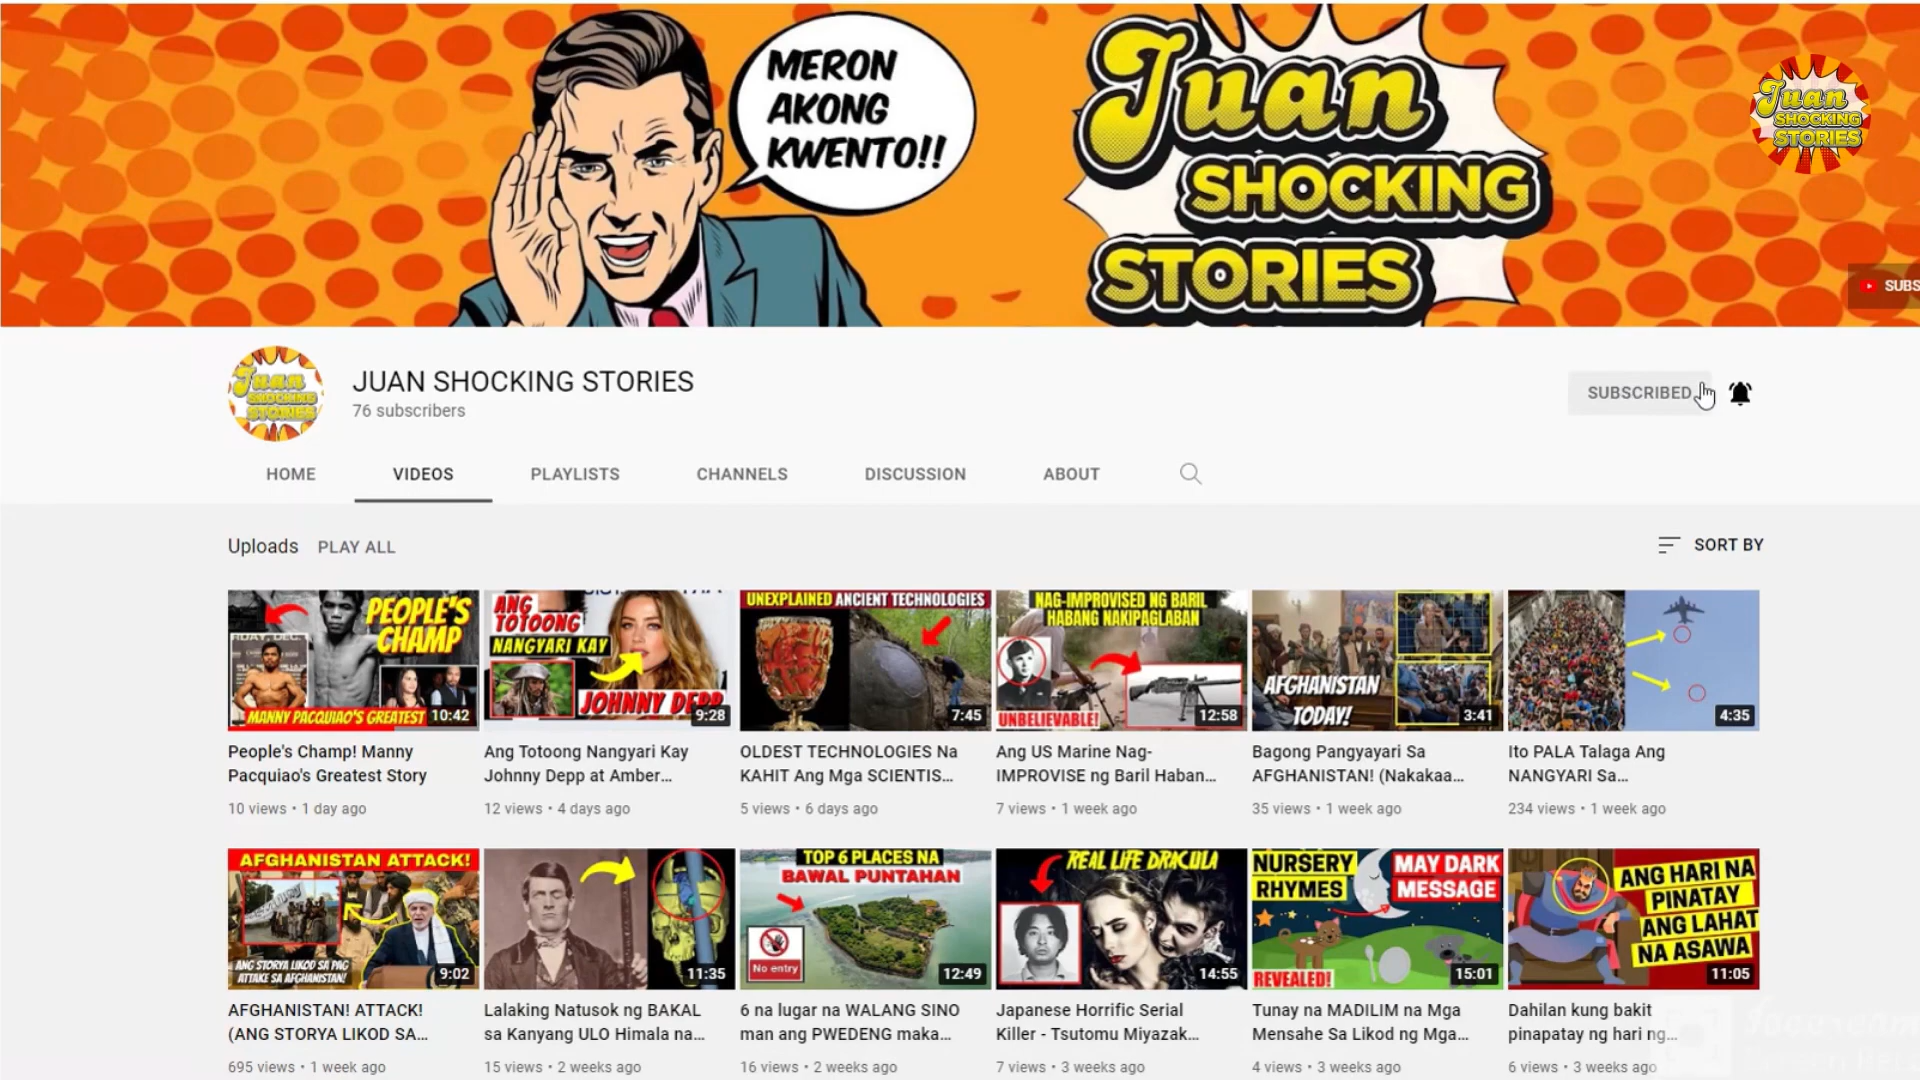 MERON
AKONG
KWENTO!!
Juan
SHOCKING
STORIES
Juan
SHOCKING
STORIES
SUBS
Juan
SHOCKING
STORIES
JUAN SHOCKING STORIES
76 subscribers
SUBSCRIBED
HOME VIDEOS PLAYLISTS CHANNELS DISCUSSION ABOUT
Uploads PLAY ALL
SORT BY
PEOPLE'S
CHAMP
MANNY PACQUIAO'S GREATEST
10:42
ANG
TOTOONG
NANGYARI KAY
JOHNNY DEPP
9:28
UNEXPLAINED ANCIENT TECHNOLOGIES
7:45
NAG-IMPROVISED NG BARIL
HABANG NAKIPAGLABAN
UNBELIEVABLE!
12:58
AFGHANISTAN
TODAY!
3:41
4:35
People's Champ! Manny
Pacquiao's Greatest Story
10 views • 1 day ago
Ang Totoong Nangyari Kay
Johnny Depp at Amber...
12 views • 4 days ago
OLDEST TECHNOLOGIES Na
KAHIT Ang Mga SCIENTIS...
5 views • 6 days ago
Ang US Marine Nag-
IMPROVISE ng Baril Haban...
7 views • 1 week ago
Bagong Pangyayari Sa
AFGHANISTAN! (Nakakaa...
35 views • 1 week ago
Ito PALA Talaga Ang
NANGYARI Sa...
234 views • 1 week ago
AFGHANISTAN ATTACK!
ANG STORYA LIKOD SA PAG
ATTAKE SA AFGHANISTAN!
9:02
11:35
TOP 6 PLACES NA
BAWAL PUNTAHAN
No entry
12:49
REAL LIFE DRACULA
14:55
NURSERY
RHYMES
MAY DARK
MESSAGE
REVEALED!
15:01
ANG HARI NA
PINATAY
ANG LAHAT
NA ASAWA
11:05
AFGHANISTAN! ATTACK!
(ANG STORYA LIKOD SA...
695 views • 1 week ago
Lalaking Natusok ng BAKAL
sa Kanyang ULO Himala na...
15 views • 2 weeks ago
6 na lugar na WALANG SINO
man ang PWEDENG maka...
16 views • 2 weeks ago
Japanese Horrific Serial
Killer - Tsutomu Miyazak...
7 views • 3 weeks ago
Tunay na MADILIM na Mga
Mensahe Sa Likod ng Mga...
4 views • 3 weeks ago
Dahilan kung bakit
pinapatay ng hari ng...
6 views • 3 weeks ago